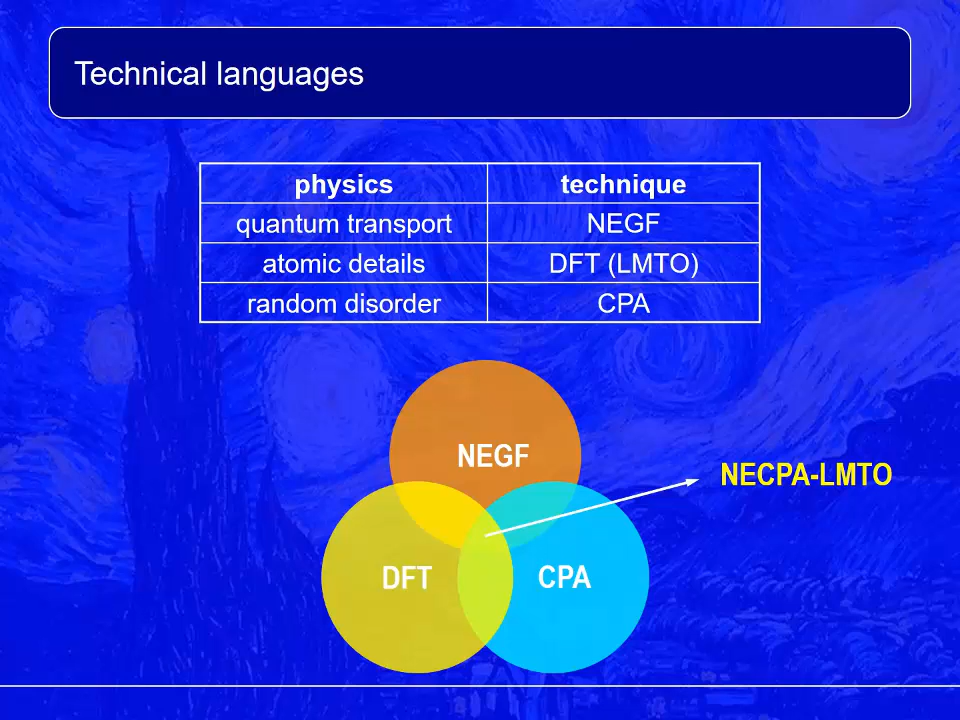 Technical languages
physics technique
quantum transport NEGF
atomic details DFT (LMTO)
random disorder CPA
NEGF
NECPA-LMTO
DFT CPA